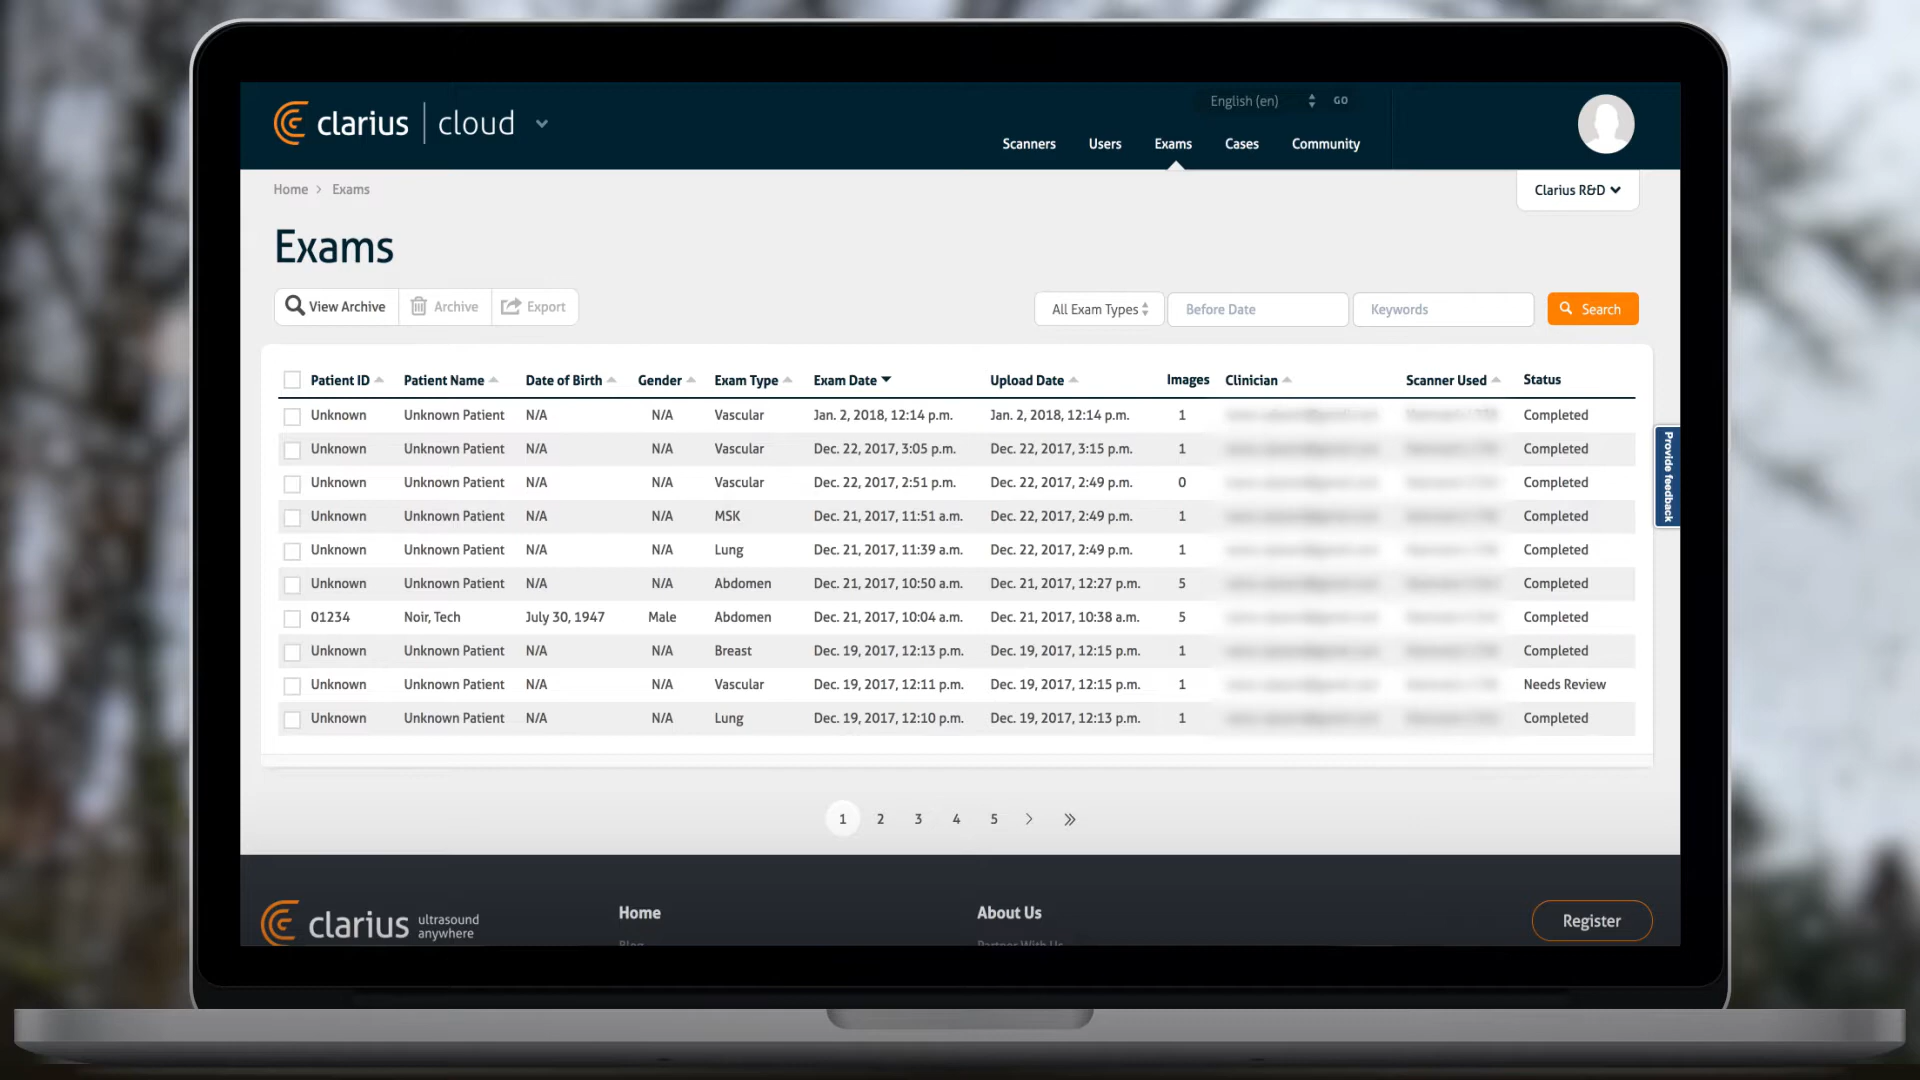 clarius | cloud
English (en) GO
Scanners Users Exams Cases Community
Home > Exams
Clarius R&D
Exams
View Archive Archive Export
All Exam Types Before Date Keywords Search
Patient ID Patient Name Date of Birth Gender Exam Type Exam Date Upload Date Images Clinician Scanner Used Status
Unknown Unknown Patient N/A N/A Vascular Jan. 2, 2018, 12:14 p.m. Jan. 2, 2018, 12:14 p.m. 1 Completed
Unknown Unknown Patient N/A N/A Vascular Dec. 22, 2017, 3:05 p.m. Dec. 22, 2017, 3:15 p.m. 1 Completed
Unknown Unknown Patient N/A N/A Vascular Dec. 22, 2017, 2:51 p.m. Dec. 22, 2017, 2:49 p.m. 0 Completed
Unknown Unknown Patient N/A N/A MSK Dec. 21, 2017, 11:51 a.m. Dec. 22, 2017, 2:49 p.m. 1 Completed
Unknown Unknown Patient N/A N/A Lung Dec. 21, 2017, 11:39 a.m. Dec. 22, 2017, 2:49 p.m. 1 Completed
Unknown Unknown Patient N/A N/A Abdomen Dec. 21, 2017, 10:50 a.m. Dec. 21, 2017, 12:27 p.m. 5 Completed
01234 Noir, Tech July 30, 1947 Male Abdomen Dec. 21, 2017, 10:04 a.m. Dec. 21, 2017, 10:38 a.m. 5 Completed
Unknown Unknown Patient N/A N/A Breast Dec. 19, 2017, 12:13 p.m. Dec. 19, 2017, 12:15 p.m. 1 Completed
Unknown Unknown Patient N/A N/A Vascular Dec. 19, 2017, 12:11 p.m. Dec. 19, 2017, 12:15 p.m. 1 Needs Review
Unknown Unknown Patient N/A N/A Lung Dec. 19, 2017, 12:10 p.m. Dec. 19, 2017, 12:13 p.m. 1 Completed
Provide feedback
1 2 3 4 5 > »
clarius ultrasound anywhere
Home
Blog
About Us
Partner With Us
Register